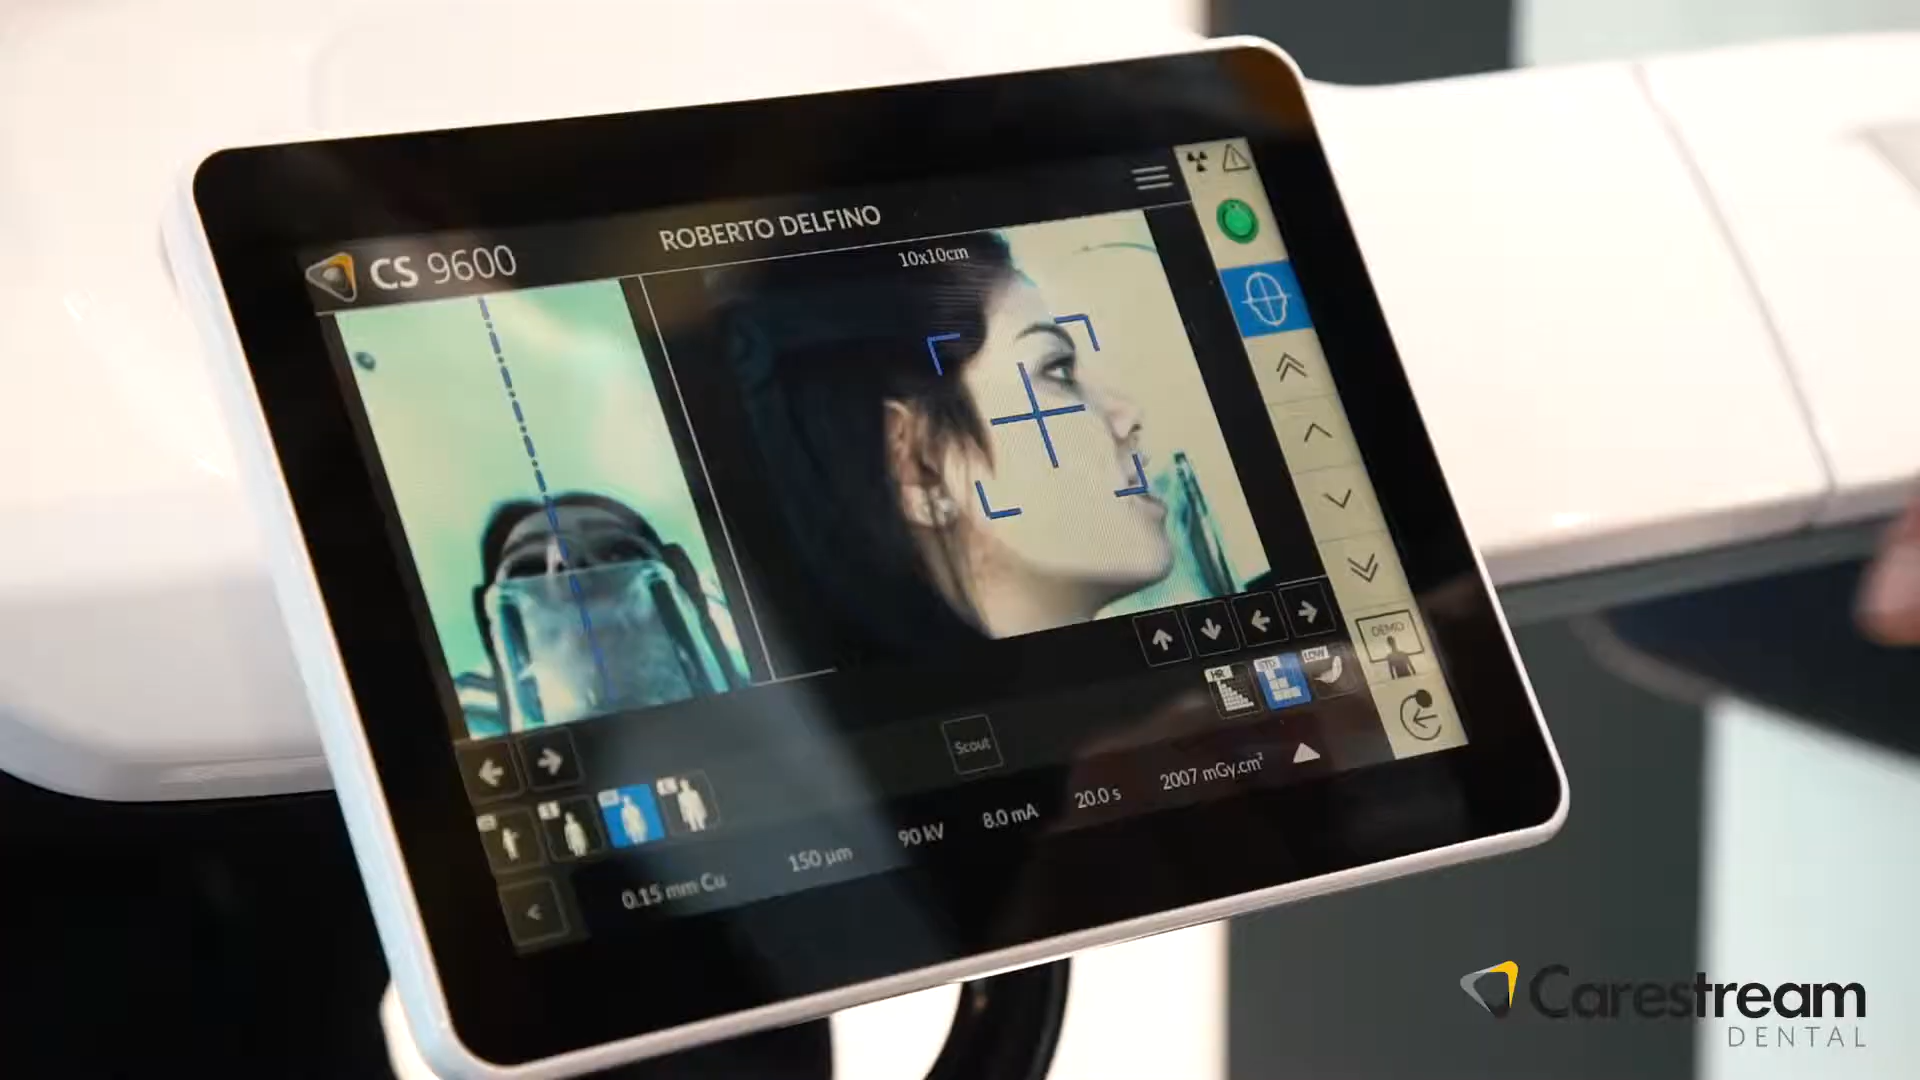 CS 9600
ROBERTO DELFINO
10x10cm
DEMO
HR
STD
LOW
Scout
0.15 mm Cu
150 µm
90 kV
8.0 mA
20.0 s
2007 mGy.cm²
Carestream
DENTAL